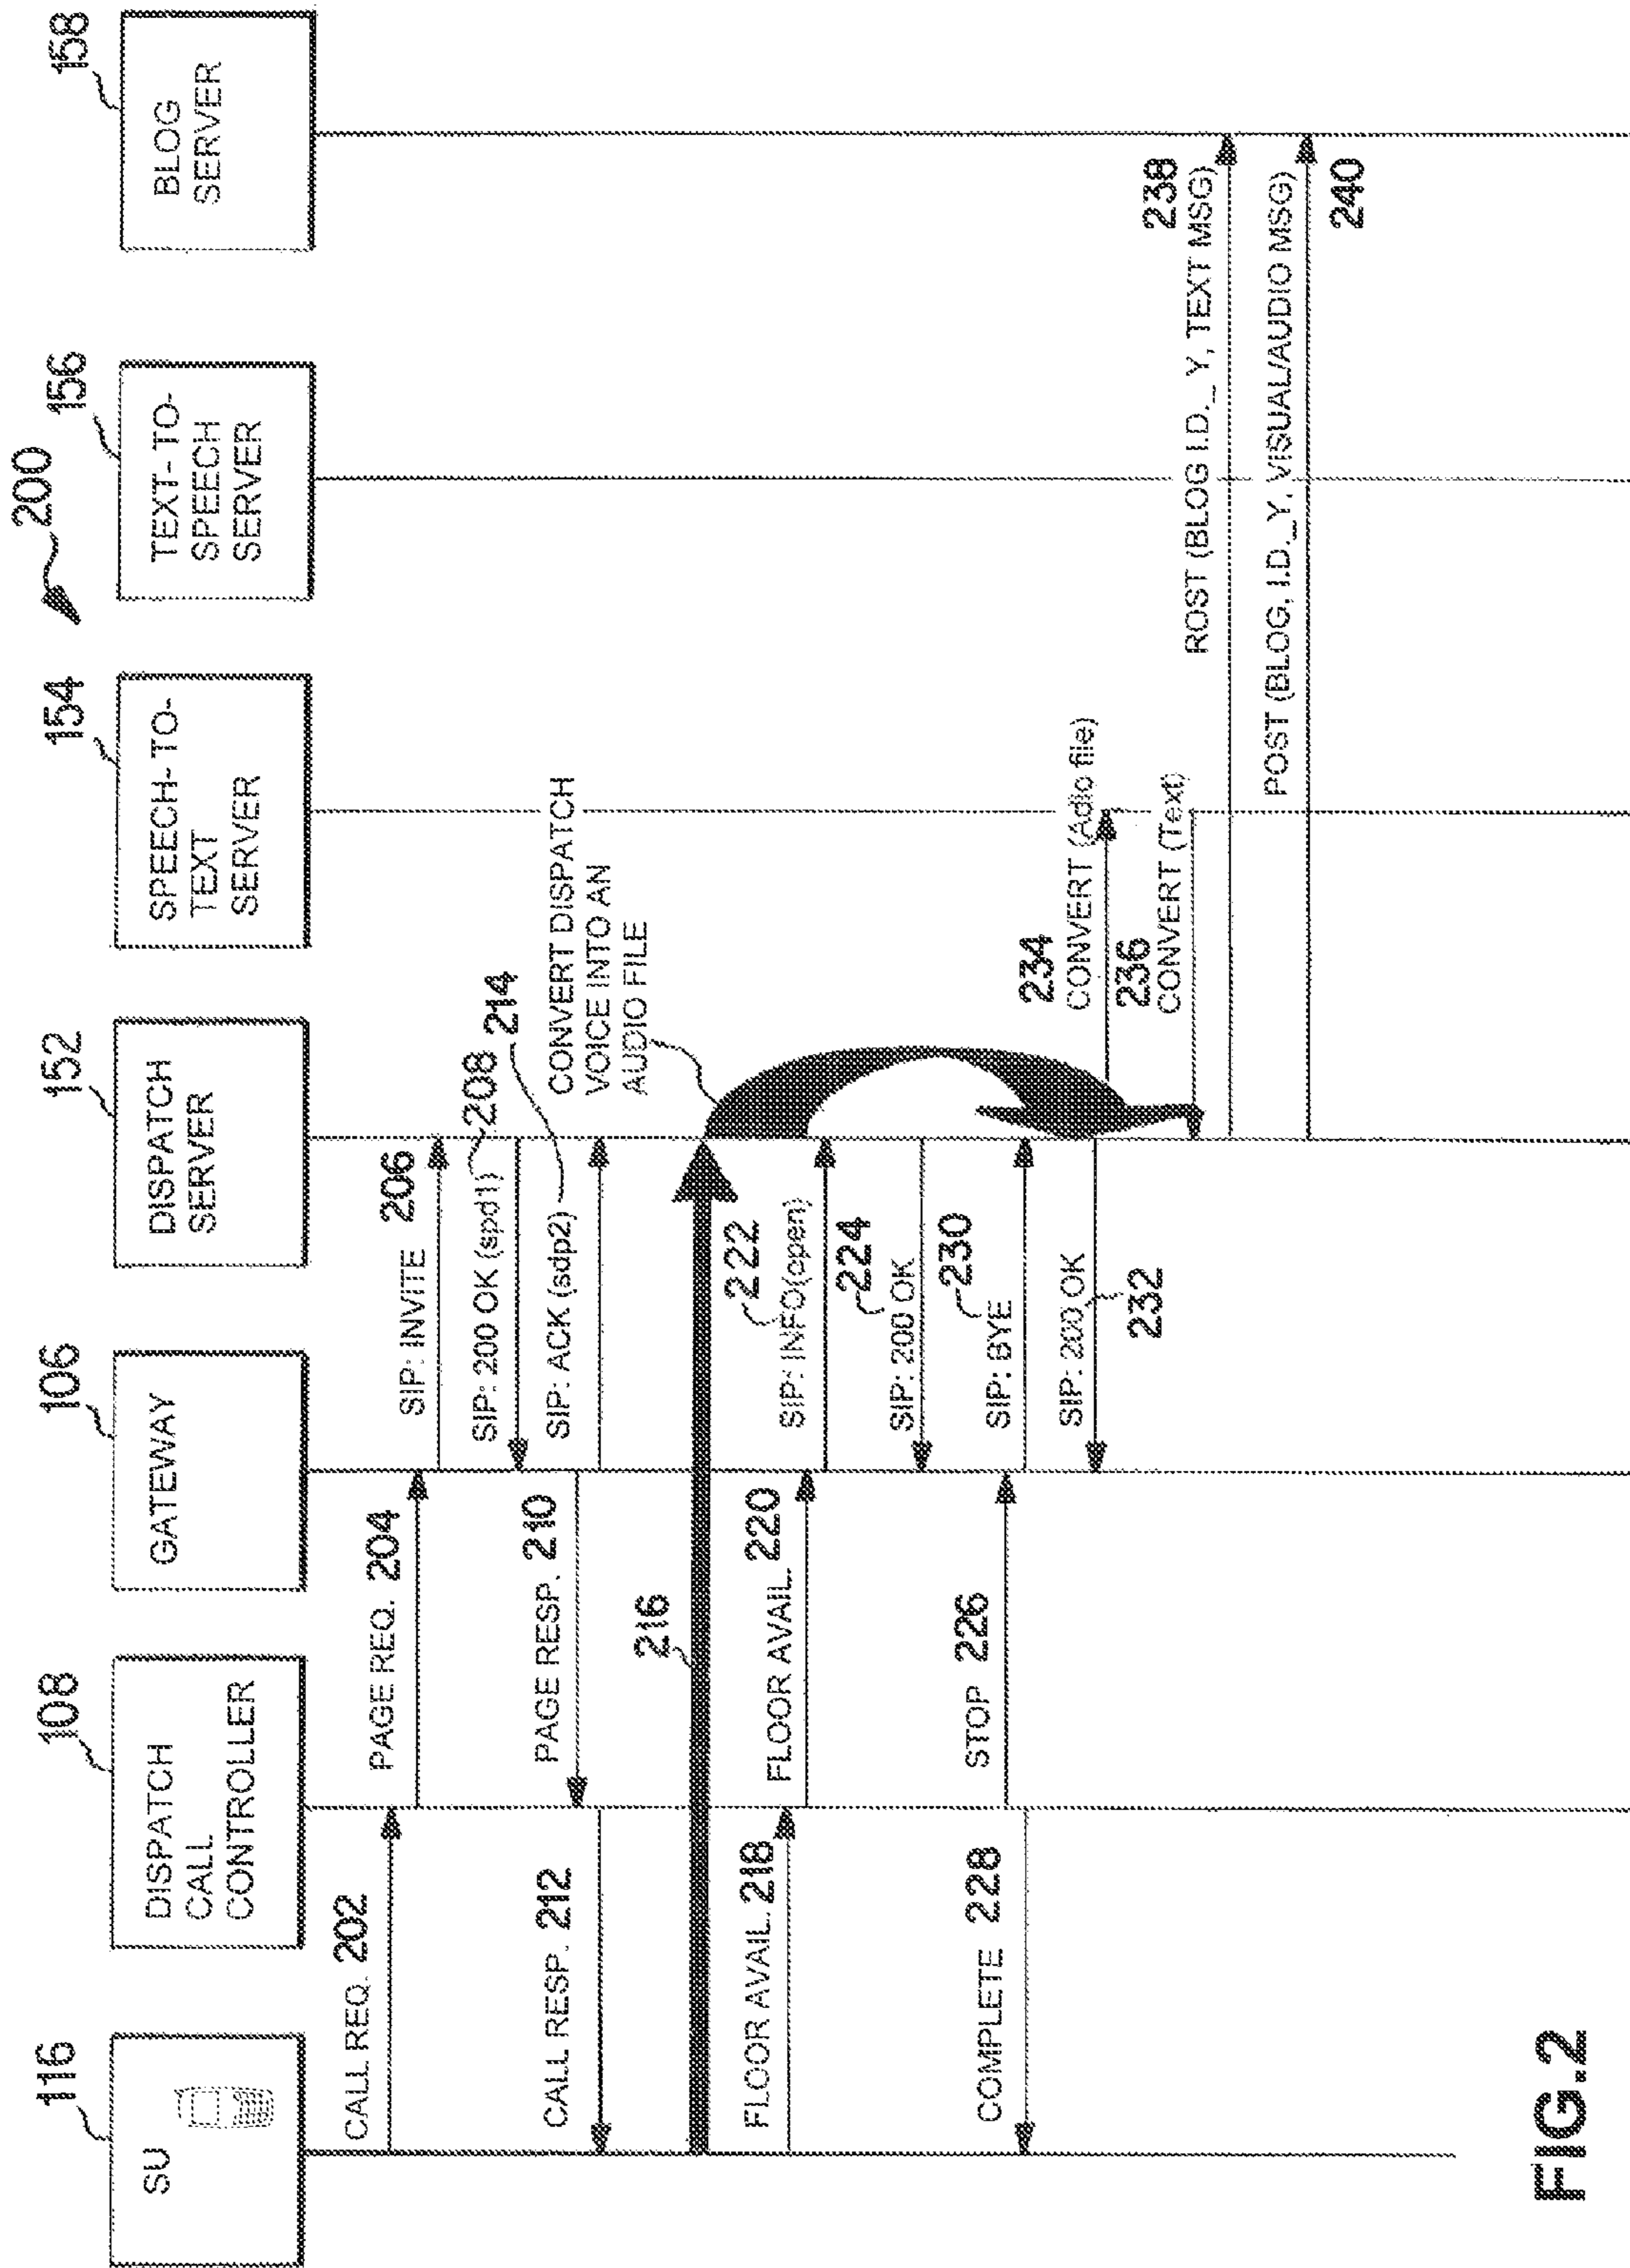 200
116
SU
108
DISPATCH
CALL
CONTROLLER
106
GATEWAY
152
DISPATCH
SERVER
154
SPEECH-TO-
TEXT
SERVER
156
TEXT-TO-
SPEECH
SERVER
158
BLOG
SERVER
CALL REQ. 202
PAGE REQ. 204
SIP: INVITE 206
SIP: 200 OK (spd1) 208
PAGE RESP. 210
CALL RESP. 212
SIP: ACK (sdp2) 214
216
CONVERT DISPATCH
VOICE INTO AN
AUDIO FILE
FLOOR AVAIL. 218
FLOOR AVAIL. 220
222
SIP: INFO(open)
224
SIP: 200 OK
STOP 226
COMPLETE 228
230
SIP: BYE
SIP: 200 OK
232
234
CONVERT (Adio file)
236
CONVERT (Text)
238
ROST (BLOG I.D._Y, TEXT MSG)
POST (BLOG, I.D._Y, VISUAL/AUDIO MSG)
240
FIG.2